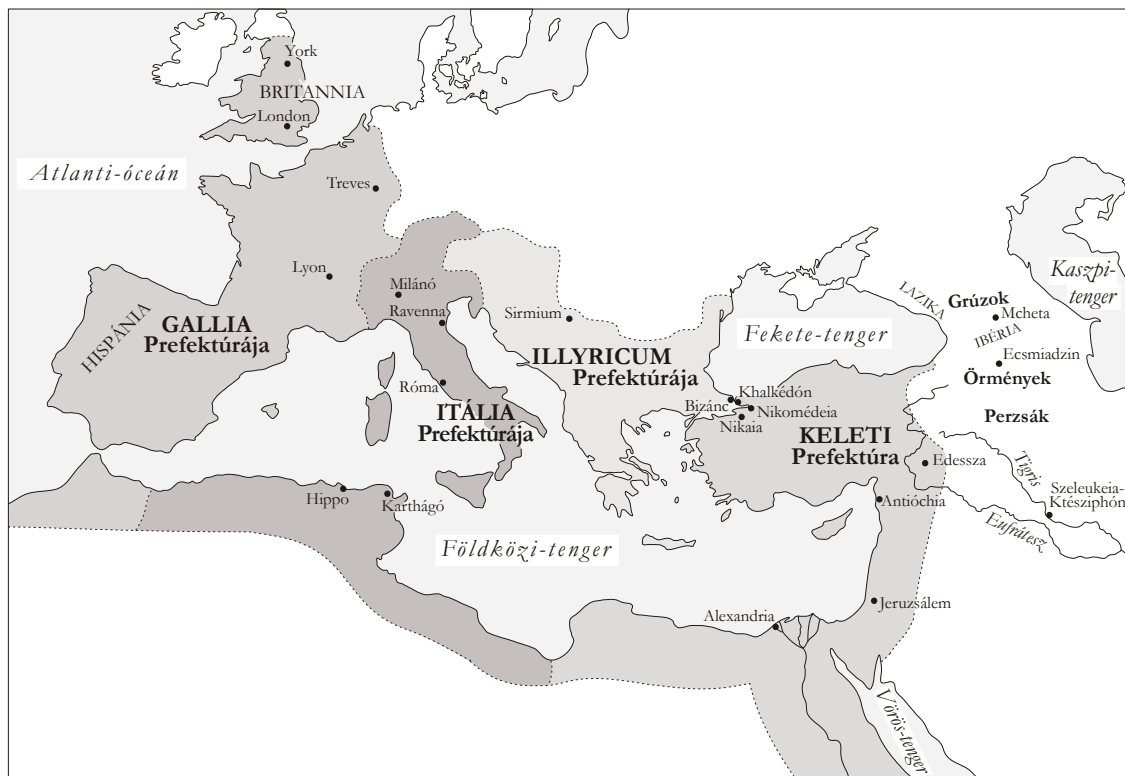 York
BRITANNIA
London
Atlanti-óceán
Treves
Lyon
Milánó
Ravenna
HISPÁNIA
GALLIA
Prefektúrája
Róma
ITÁLIA
Prefektúrája
Sirmium
ILLYRICUM
Prefektúrája
Fekete-tenger
LAZIKA
Grúzok
Mcheta
IBÉRIA
Ecsmiadzin
Örmények
Kaszpi-
tenger
Bizánc
Khalkédón
Nikomédeia
Nikaia
KELETI
Prefektúra
Perzsák
Edessza
Tigris
Szeleukeia-
Ktésziphón
Eufrátesz
Antióchia
Hippo
Karthágó
Földközi-tenger
Alexandria
Jeruzsálem
Vörös-tenger